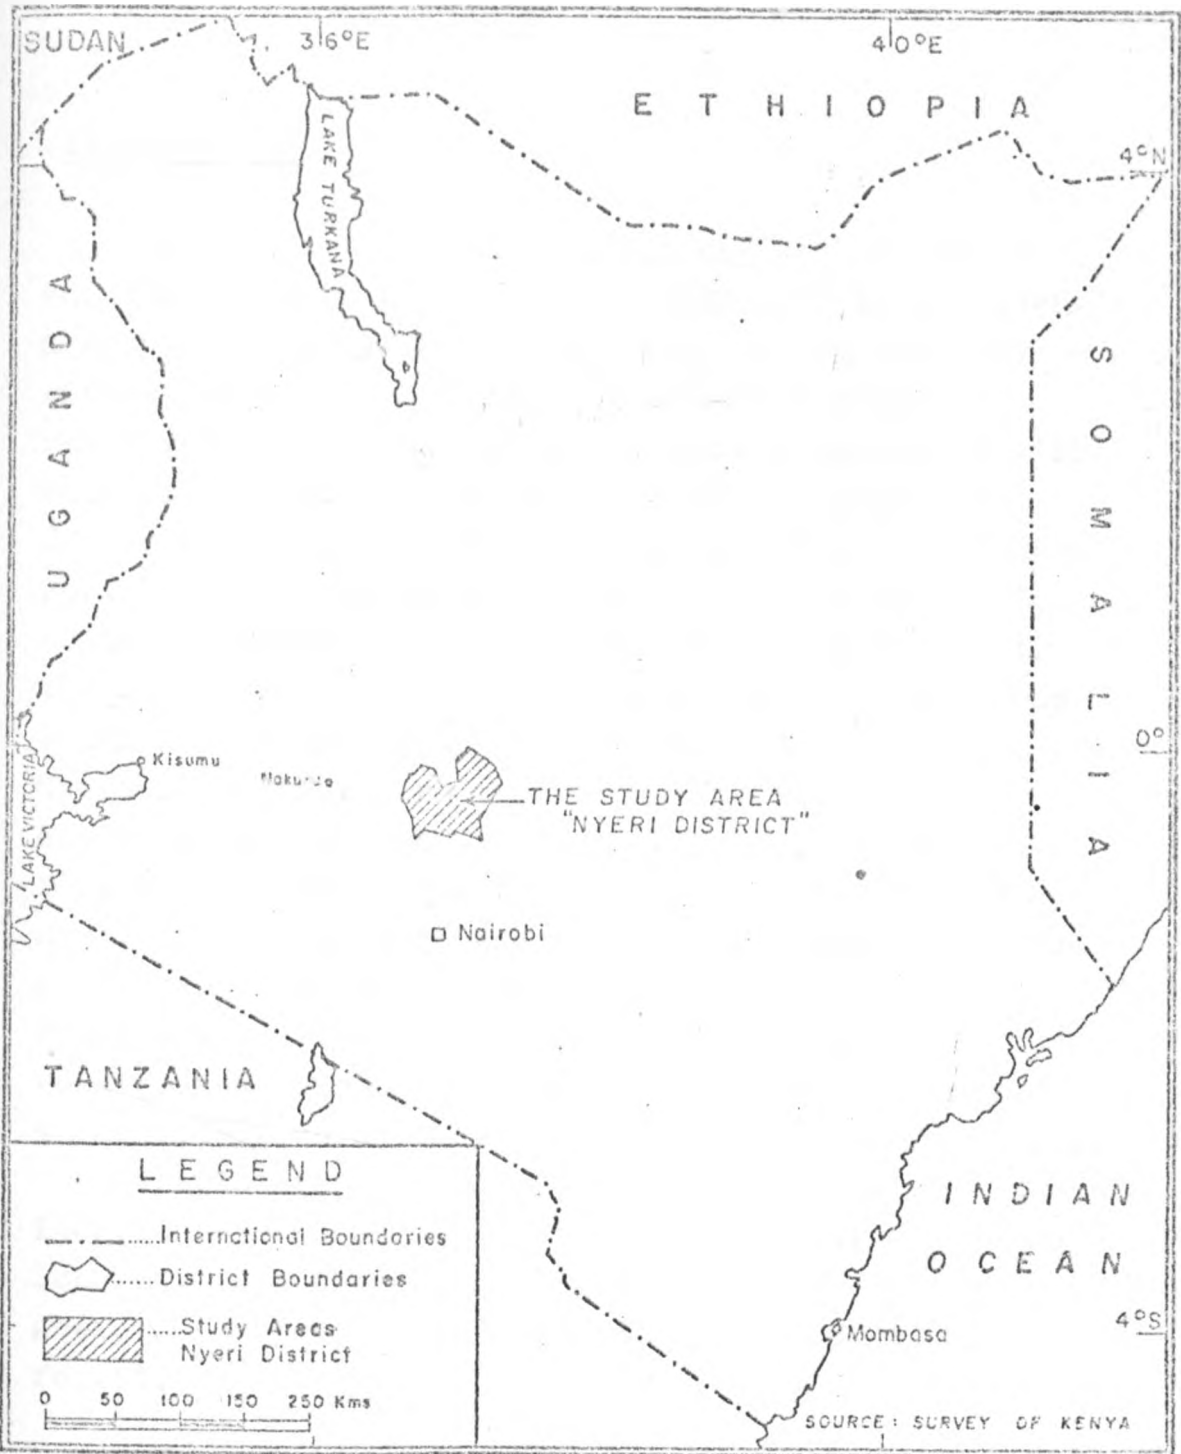 SUDAN
36°E
40°E
ETHIOPIA
4°N
LAKE TURKANA
UGANDA
SOMALIA
0°
Kisumu
LAKE VICTORIA
THE STUDY AREA
"NYERI DISTRICT"
Nairobi
TANZANIA
LEGEND
International Boundaries
District Boundaries
Study Areas
Nyeri District
0 50 100 150 250 Kms
INDIAN
OCEAN
4°S
Mombasa
SOURCE: SURVEY OF KENYA